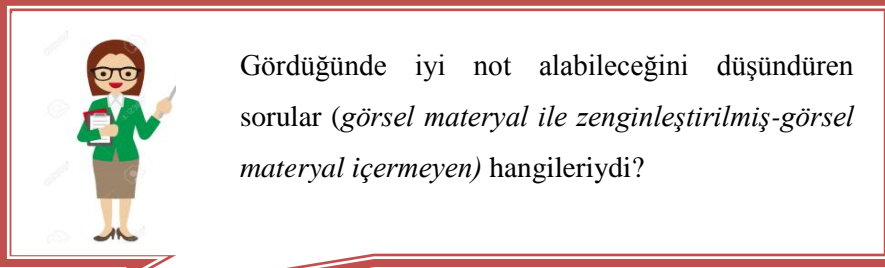 Gördüğünde iyi not alabileceğini düşündüren
sorular (görsel materyal ile zenginleştirilmiş-görsel
materyal içermeyen) hangileriydi?